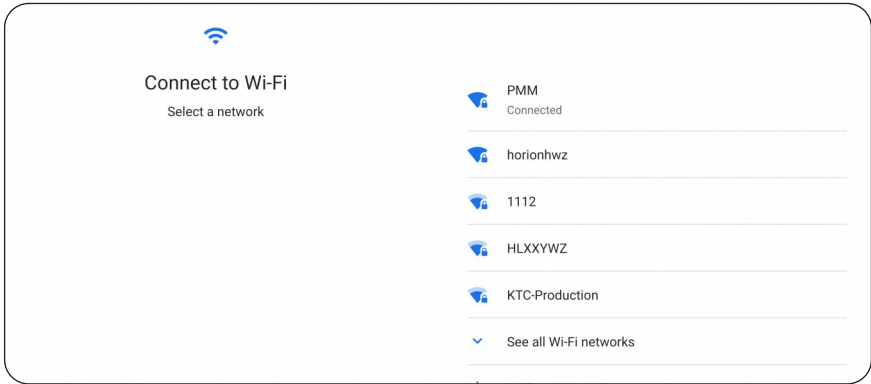 Connect to Wi-Fi
Select a network
PMM
Connected
horionhwz
1112
HLXXYWZ
KTC-Production
See all Wi-Fi networks